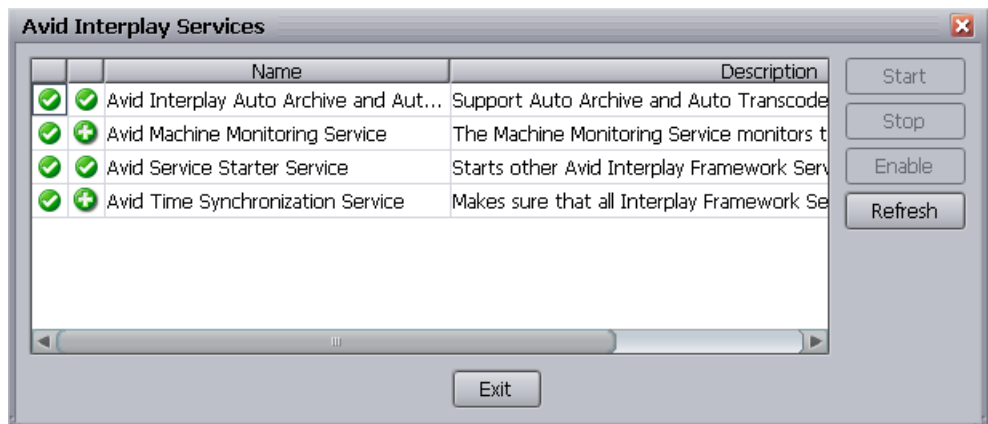 Avid Interplay Services
Name Description
Avid Interplay Auto Archive and Aut... Support Auto Archive and Auto Transcode
Avid Machine Monitoring Service The Machine Monitoring Service monitors t
Avid Service Starter Service Starts other Avid Interplay Framework Serv
Avid Time Synchronization Service Makes sure that all Interplay Framework Se
Start
Stop
Enable
Refresh
Exit